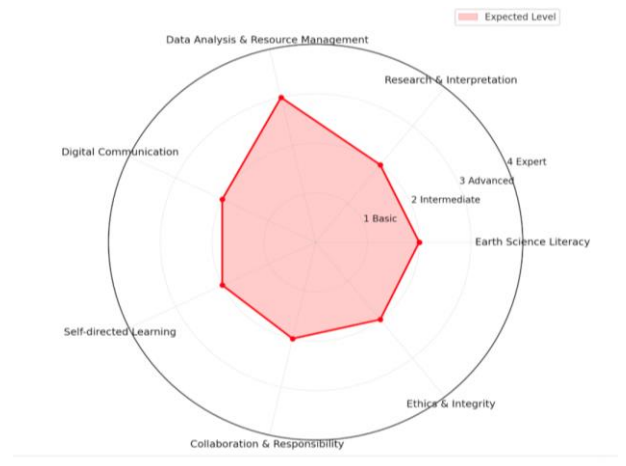 Expected Level
Data Analysis & Resource Management
Research & Interpretation
Digital Communication
4 Expert
3 Advanced
2 Intermediate
1 Basic
Earth Science Literacy
Self-directed Learning
Ethics & Integrity
Collaboration & Responsibility